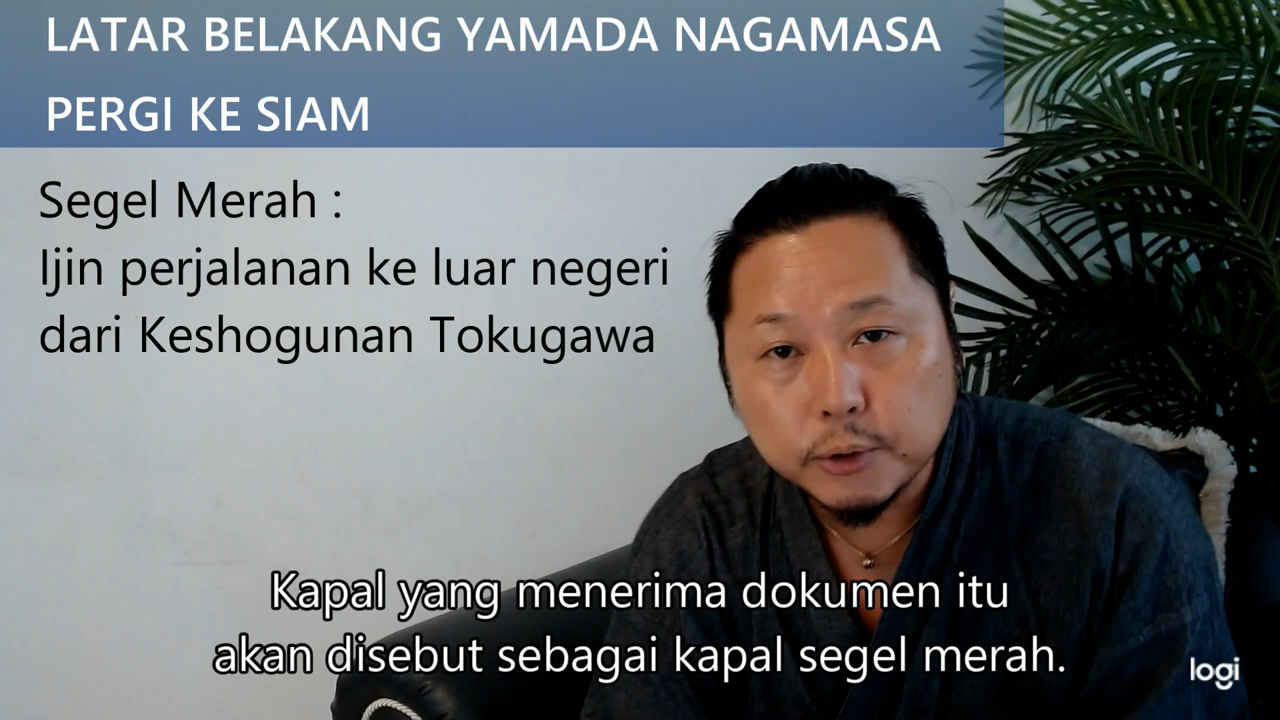 LATAR BELAKANG YAMADA NAGAMASA
PERGI KE SIAM
Segel Merah :
Ijin perjalanan ke luar negeri
dari Keshogunan Tokugawa
Kapal yang menerima dokumen itu
akan disebut sebagai kapal segel merah.
logi